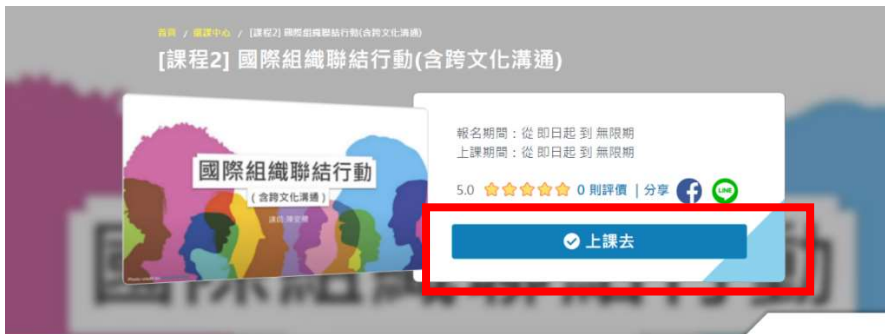 首頁 / 選課中心 / [課程2] 國際組織聯結行動(含跨文化溝通)
[課程2] 國際組織聯結行動(含跨文化溝通)
國際組織聯結行動
(含跨文化溝通)
報名期間：從 即日起 到 無限期
上課期間：從 即日起 到 無限期
5.0 0 則評價 | 分享 f LINE
上課去